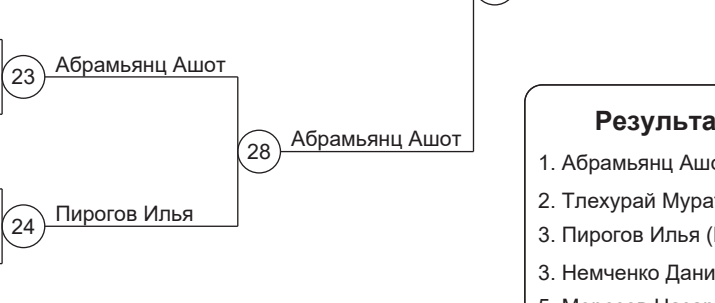 23
Абрамьянц Ашот
28
Абрамьянц Ашот
24
Пирогов Илья
Результа
1. Абрамьянц Ашо
2. Тлехурай Мурат
3. Пирогов Илья (
3. Немченко Дани